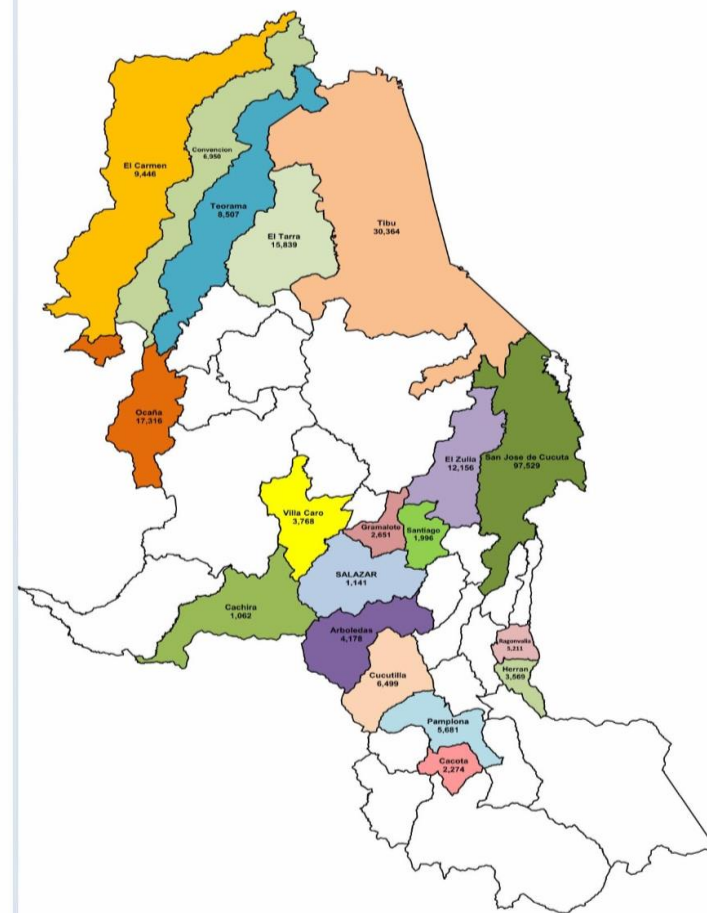 Convencion
6,950
El Carmen
9,446
Teorama
8,507
Tibu
30,364
El Tarra
15,839
Ocaña
17,316
El Zulia
12,156
San Jose de Cucuta
97,529
Villa Caro
3,768
Gramalote
2,651
Santiago
1,996
SALAZAR
1,141
Cachira
1,062
Arboledas
4,178
Ragonvalia
5,211
Herran
3,569
Cucutilla
6,499
Pamplona
5,681
Cacota
2,274